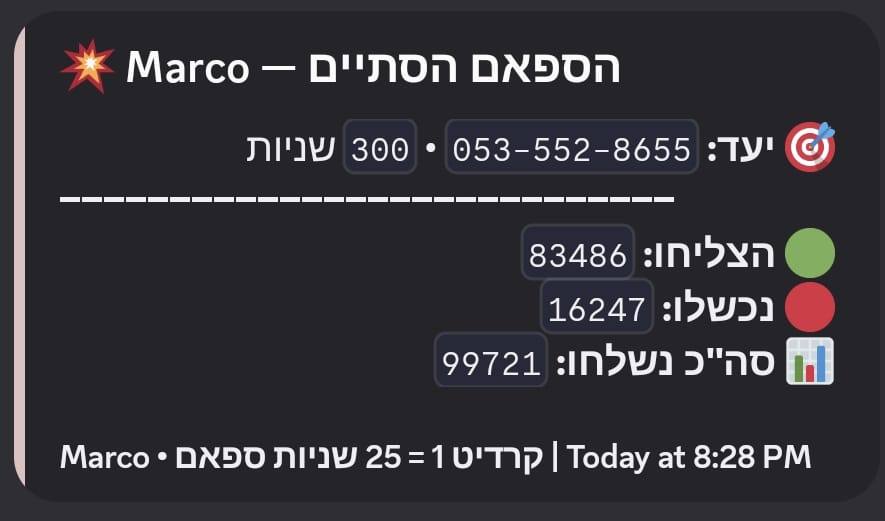 💥 Marco — הספאם הסתיים
🎯 יעד: 053-552-8655 • 300 שניות
——————————————————————————
🟢 הצליחו: 83486
🔴 נכשלו: 16247
📊 סה"כ נשלחו: 99721
Marco • קרדיט 1 = 25 שניות ספאם | Today at 8:28 PM